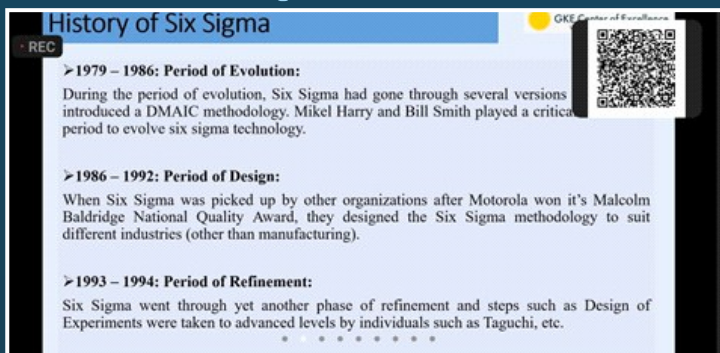 History of Six Sigma
GKE Center of Excellence
· REC
➢1979 – 1986: Period of Evolution:
During the period of evolution, Six Sigma had gone through several versions
introduced a DMAIC methodology. Mikel Harry and Bill Smith played a
period to evolve six sigma technology.
➢1986 – 1992: Period of Design:
When Six Sigma was picked up by other organizations after Motorola won it’s Malcolm
Baldridge National Quality Award, they designed the Six Sigma methodology to suit
different industries (other than manufacturing).
➢1993 – 1994: Period of Refinement:
Six Sigma went through yet another phase of refinement and steps such as Design of
Experiments were taken to advanced levels by individuals such as Taguchi, etc.